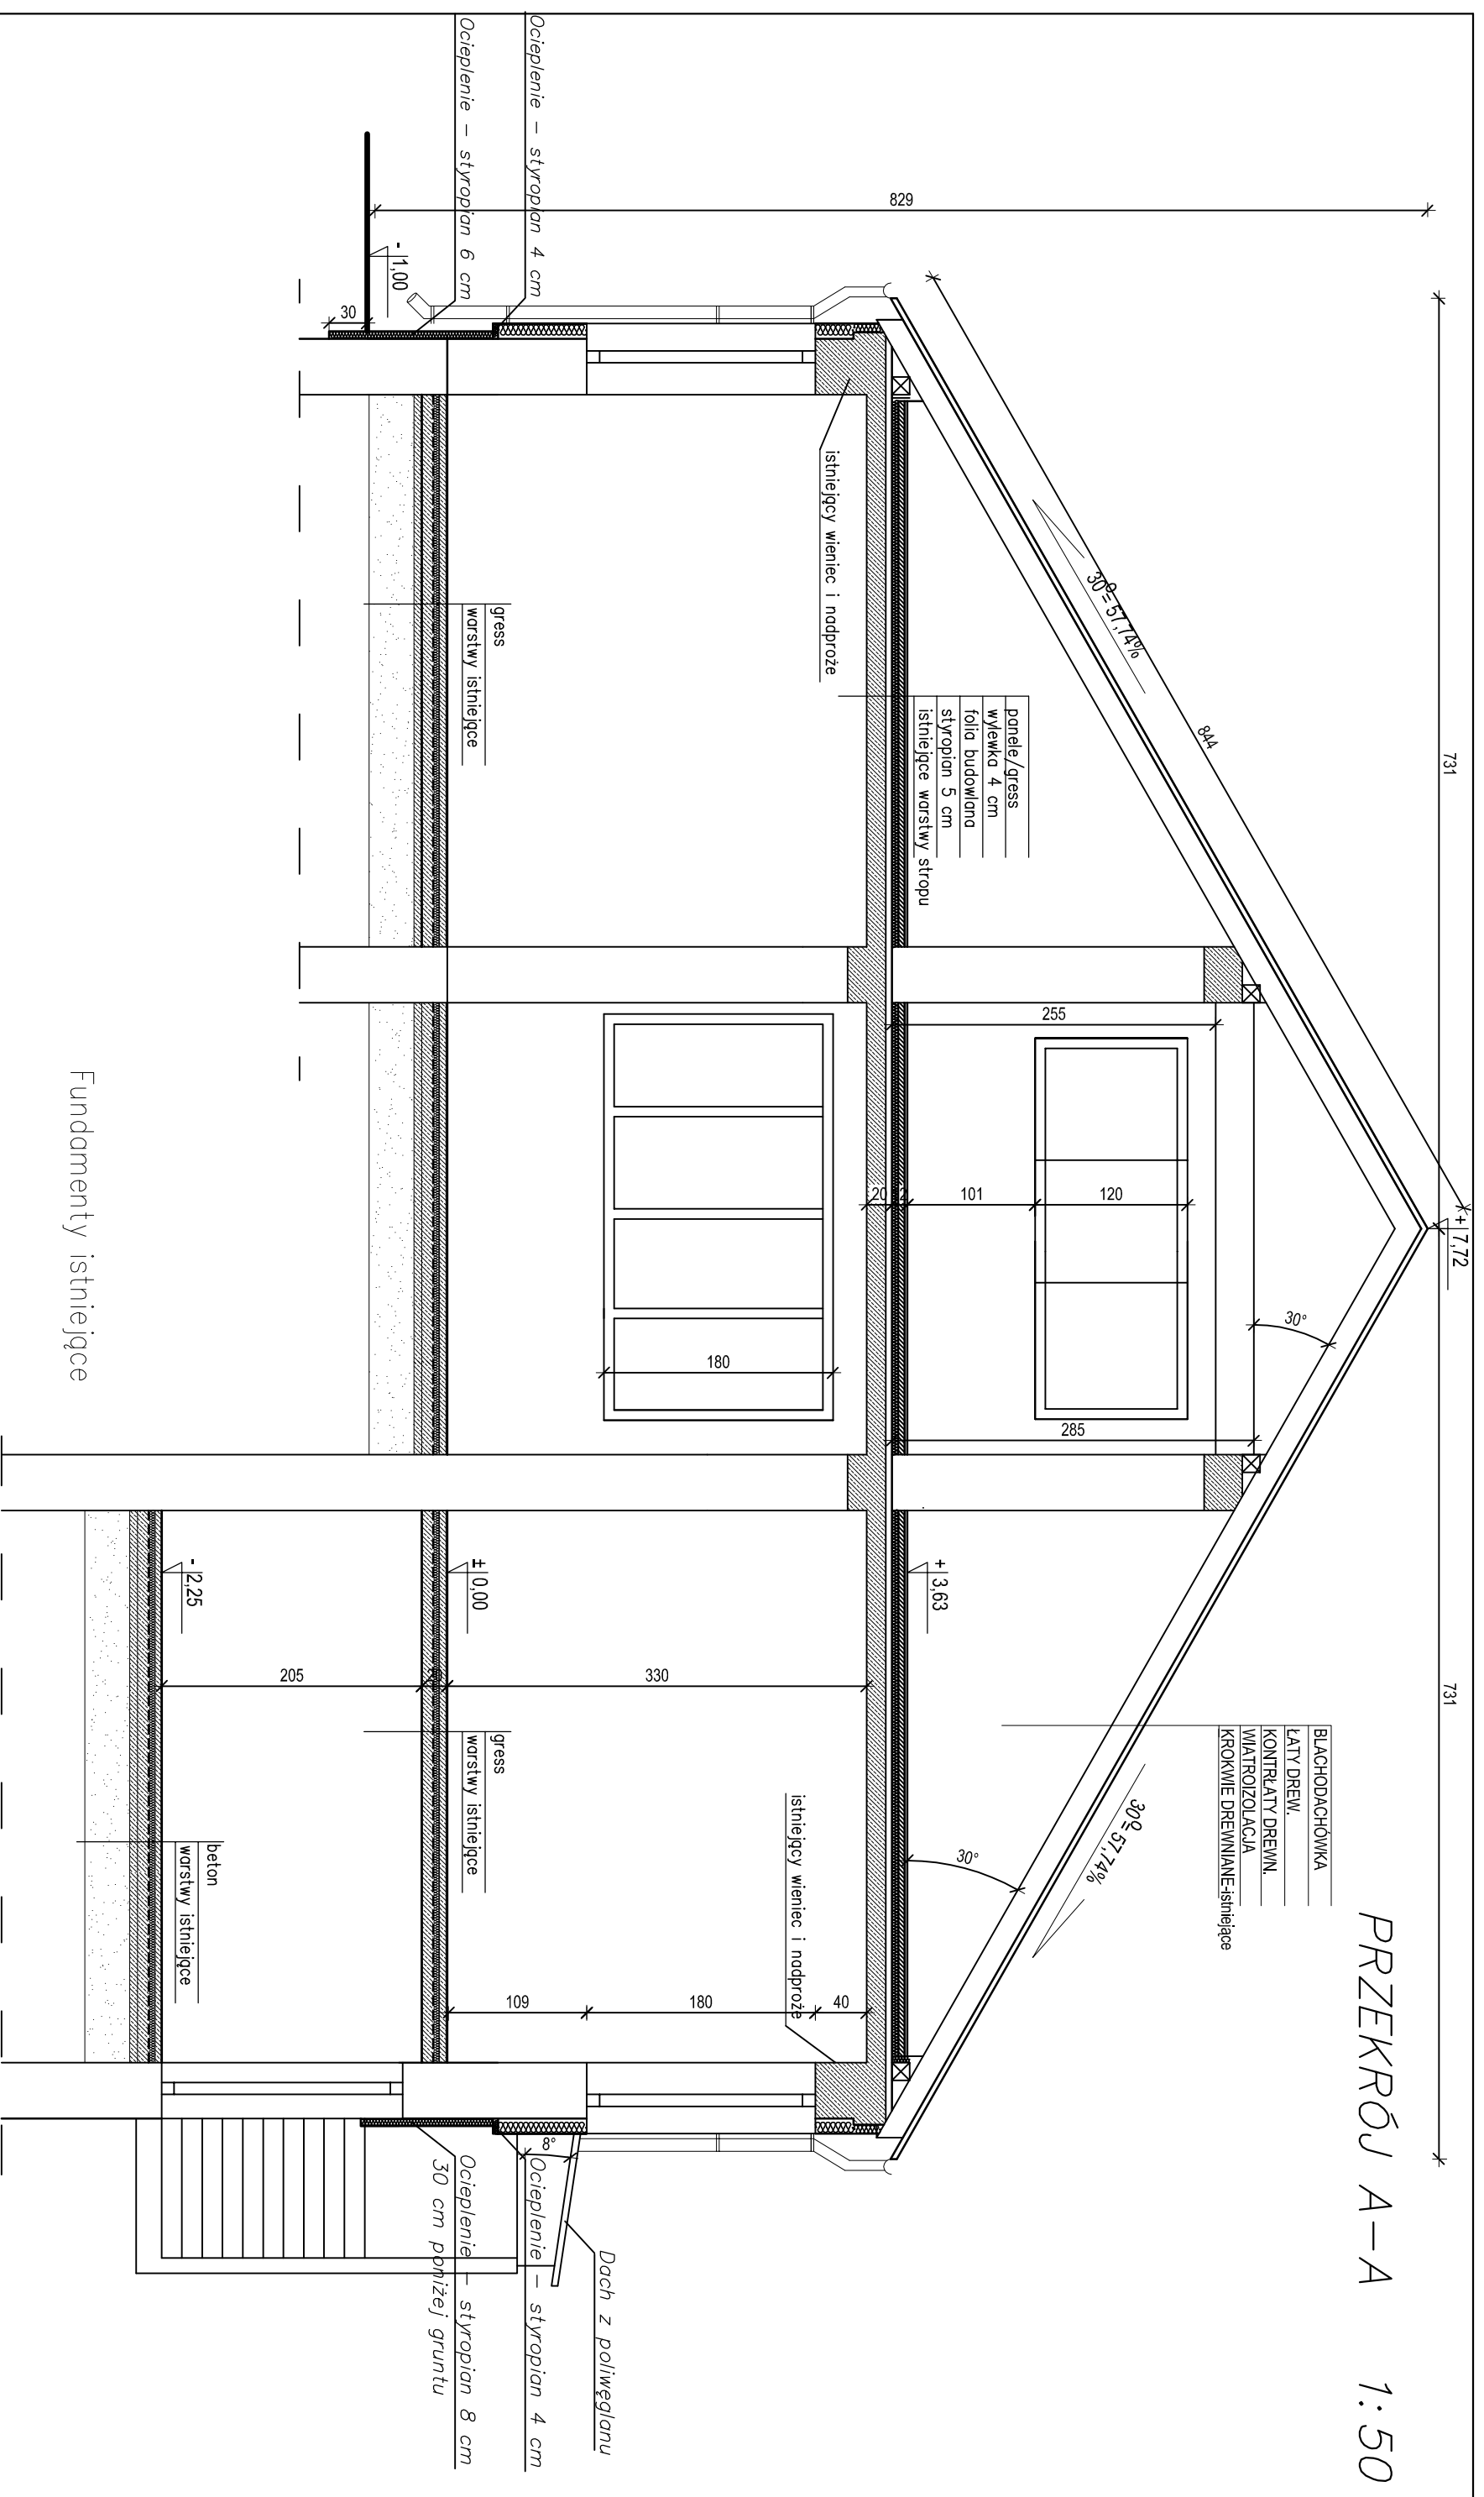 PRZEKRÓJ A-A 1:50
731
731
844
829
+ 7,72
30°= 57,74%
30°= 57,74%
30°
30°
BLACHODACHÓWKA
ŁATY DREW.
KONTRŁATY DREWN.
WIATROIZOLACJA
KROKWIE DREWNIANE-istniejące
panele/gress
wylewka 4 cm
folia budowlana
styropian 5 cm
istniejące warstwy stropu
255
285
120
101
20
+ 3,63
istniejący wieniec i nadproże
istniejący wieniec i nadproże
180
330
205
40
180
109
± 0,00
gress
warstwy istniejące
gress
warstwy istniejące
- 1,00
30
Ocieplenie - styropian 4 cm
Ocieplenie - styropian 6 cm
8°
Dach z poliwęglanu
Ocieplenie - styropian 4 cm
Ocieplenie - styropian 8 cm
30 cm poniżej gruntu
- 2,25
beton
warstwy istniejące
Fundamenty istniejące